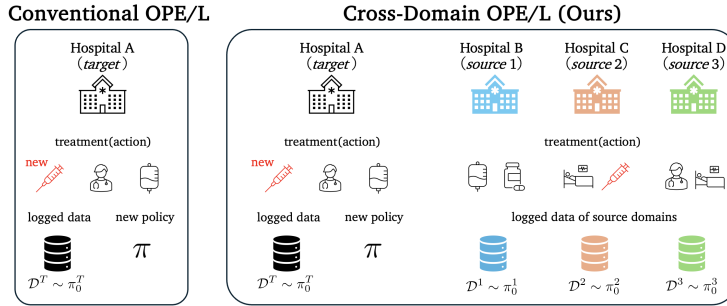 Conventional OPE/L
Hospital A
(target)
treatment(action)
new
logged data new policy
π
𝒟^T ∼ π_0^T
Cross-Domain OPE/L (Ours)
Hospital A
(target)
treatment(action)
new
logged data new policy
π
𝒟^T ∼ π_0^T
Hospital B
(source 1)
Hospital C
(source 2)
Hospital D
(source 3)
treatment(action)
logged data of source domains
𝒟^1 ∼ π_0^1
𝒟^2 ∼ π_0^2
𝒟^3 ∼ π_0^3